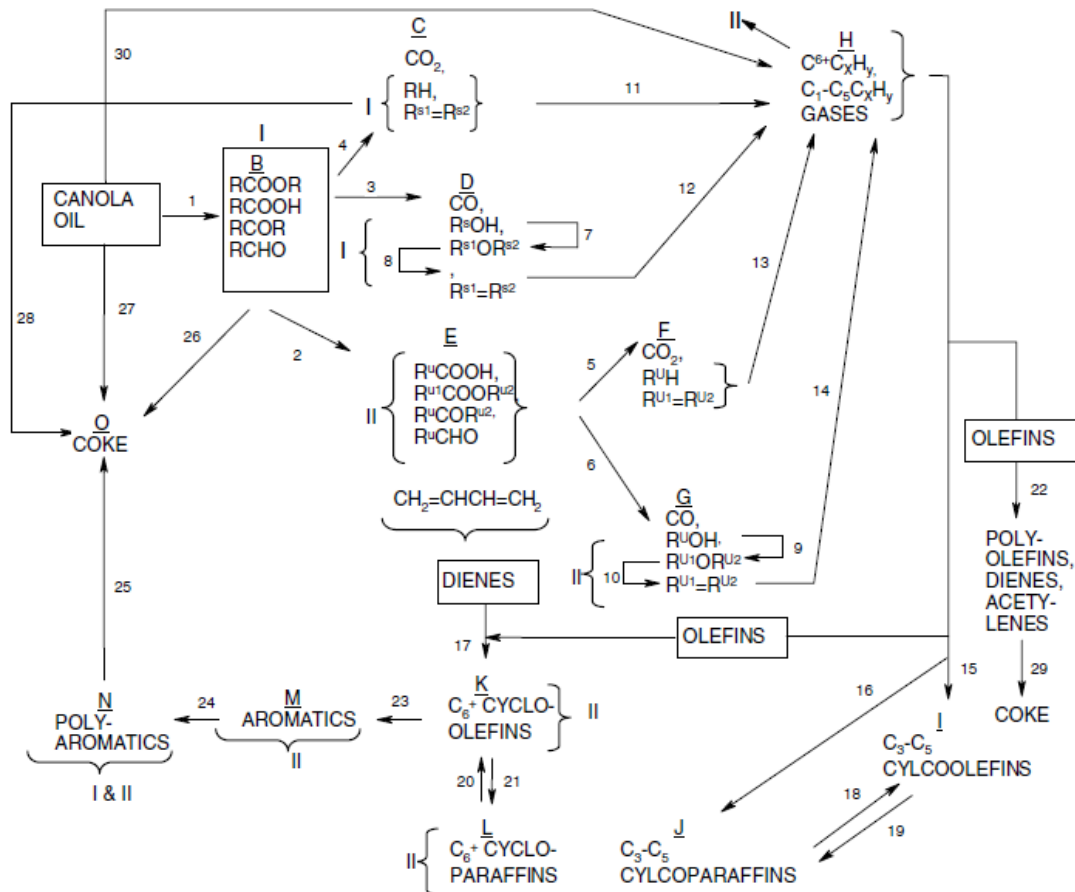 C
30
II
H
CO2,
C6+CXHy,
I
RH,
11
C1-C5CXHy
Rs1=Rs2
GASES
I
4
B
RCOOR
D
12
CANOLA
OIL
1
RCOOH
3
CO,
RCOR
RsOH,
7
RCHO
I
8
Rs1ORs2
13
,
Rs1=Rs2
28
27
26
2
E
F
RuCOOH,
5
CO2,
14
Ru1COORu2,
RUH
II
RuCORu2,
RU1=RU2
RuCHO
O
COKE
OLEFINS
6
22
CH2=CHCH=CH2
G
CO,
POLY-
RUOH,
9
OLEFINS,
25
DIENES
II
10
RU1ORU2
DIENES,
RU1=RU2
ACETY-
LENES
17
OLEFINS
29
16
15
N
24
M
23
K
POLY-
AROMATICS
C6+ CYCLO-
II
COKE
AROMATICS
OLEFINS
I
II
C3-C5
I & II
20
21
CYLCOOLEFINS
18
L
J
19
II
C6+ CYCLO-
C3-C5
PARAFFINS
CYLCOPARAFFINS